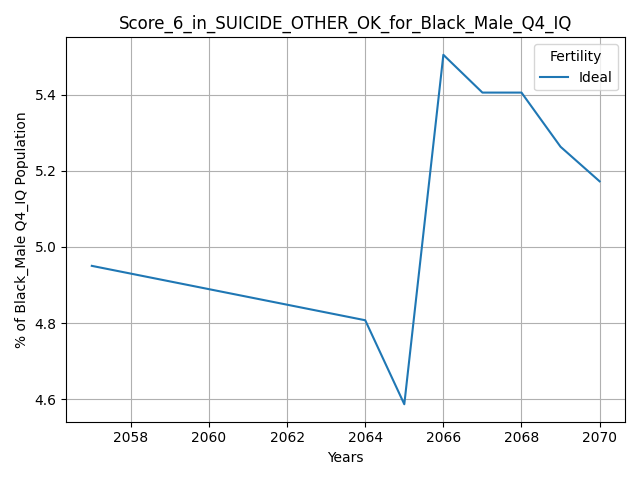 Score_6_in_SUICIDE_OTHER_OK_for_Black_Male_Q4_IQ
Fertility
Ideal
5.4
5.2
5.0
4.8
4.6
% of Black_Male Q4_IQ Population
2058 2060 2062 2064 2066 2068 2070
Years